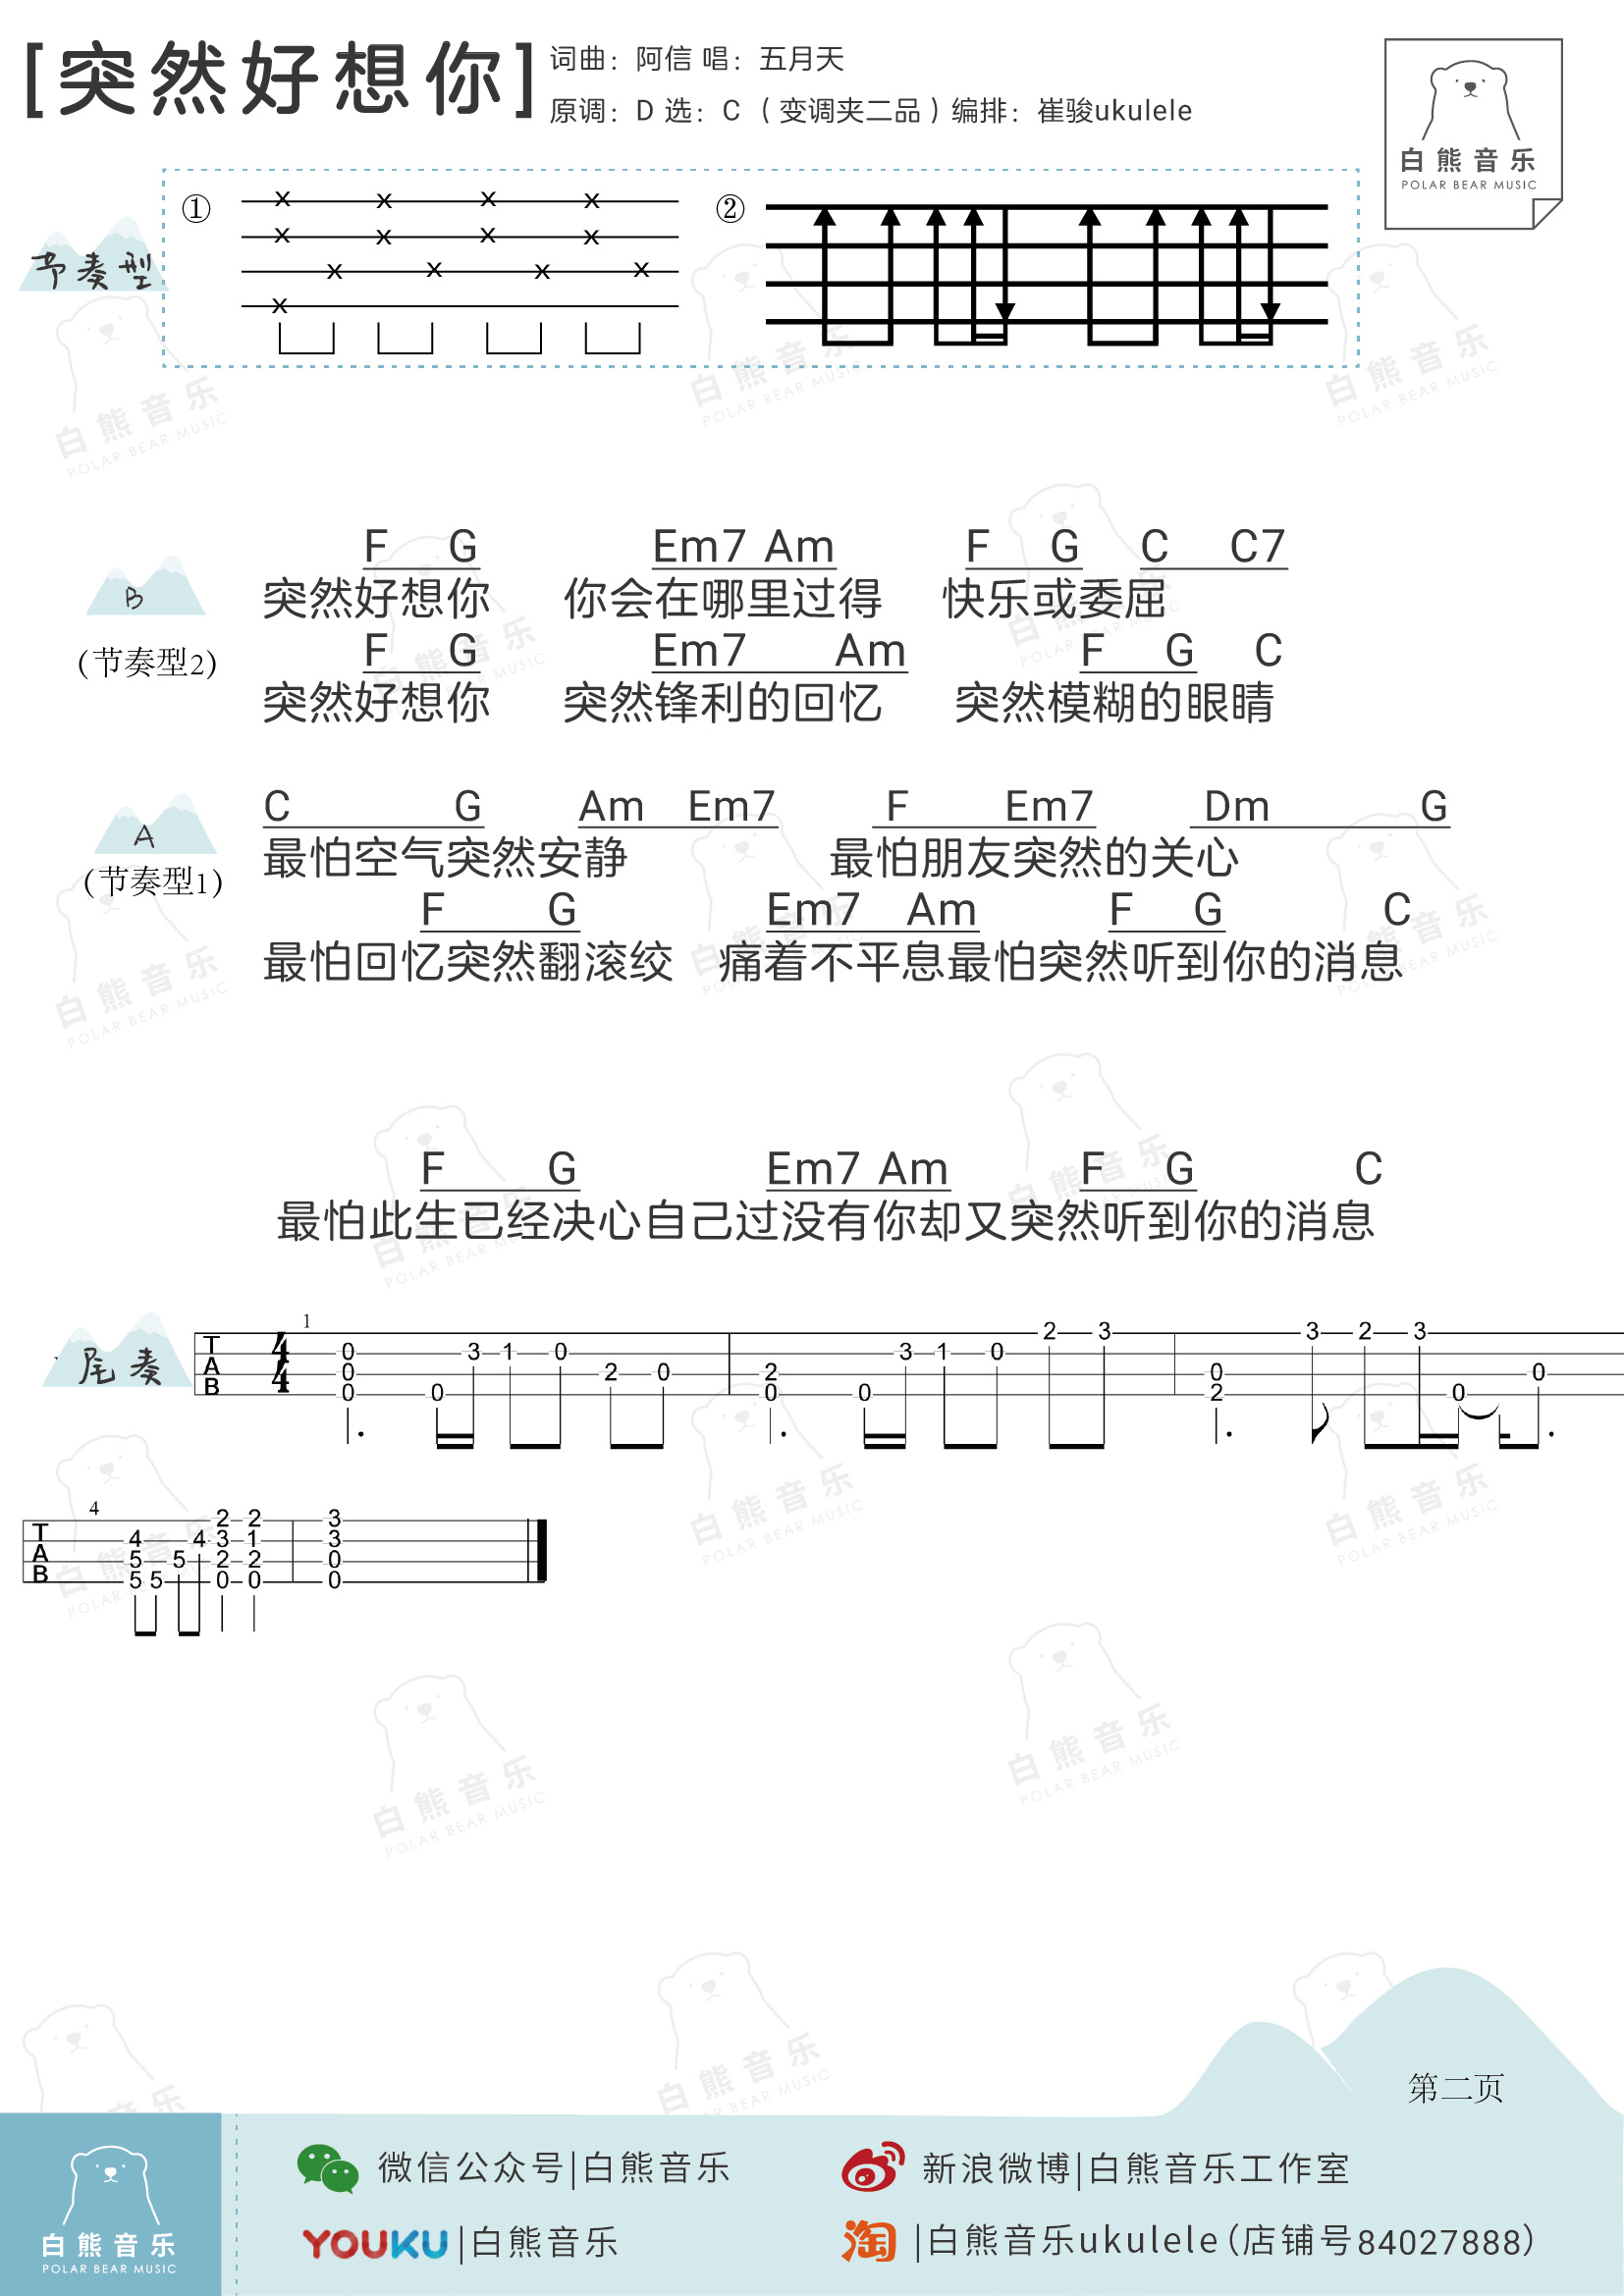 [突然好想你]
词曲：阿信 唱：五月天
原调：D 选：C （变调夹二品）编排：崔骏ukulele
白熊音乐
POLAR BEAR MUSIC
节奏型
① ②
F G Em7 Am F G C C7
B 突然好想你 你会在哪里过得 快乐或委屈
(节奏型2) F G Em7 Am F G C
突然好想你 突然锋利的回忆 突然模糊的眼睛
C G Am Em7 F Em7 Dm G
A 最怕空气突然安静 最怕朋友突然的关心
(节奏型1)
F G Em7 Am F G C
最怕回忆突然翻滚绞 痛着不平息最怕突然听到你的消息
F G Em7 Am F G C
最怕此生已经决心自己过没有你却又突然听到你的消息
尾奏
TAB 4/4
1
2 3 3 2 3
0 3 1 0 3 1 0
0 2 0 2 0 0
0 0 0 0 2 0
4
TAB
2 2 3
4 4 3 1 3
5 5 2 2 0
5 5 0 0 0
第二页
微信公众号|白熊音乐
新浪微博|白熊音乐工作室
YOUKU |白熊音乐
淘 |白熊音乐ukulele(店铺号84027888)
白熊音乐
POLAR BEAR MUSIC